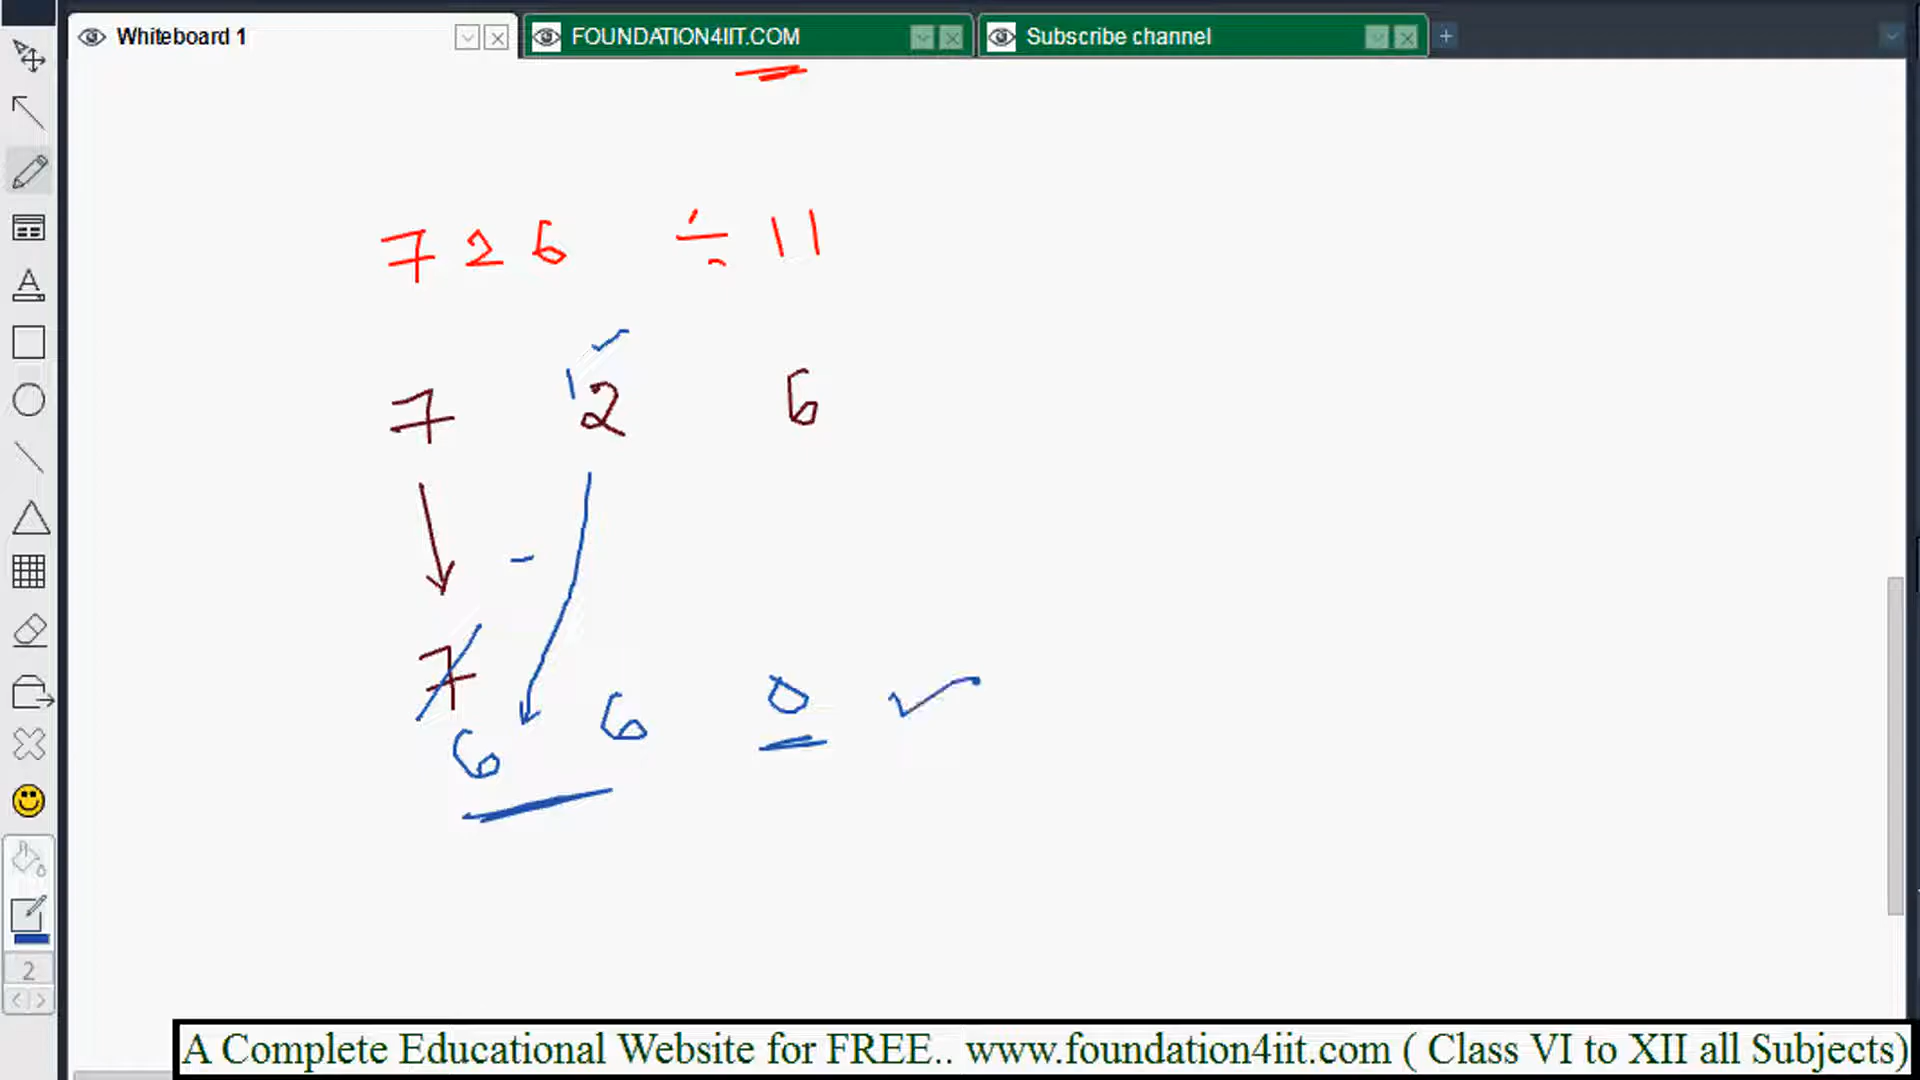 Whiteboard 1 FOUNDATION4IIT.COM Subscribe channel
726 ÷ 11
7 12 6
7 -
6 6 0
2
A Complete Educational Website for FREE.. www.foundation4iit.com ( Class VI to XII all Subjects)